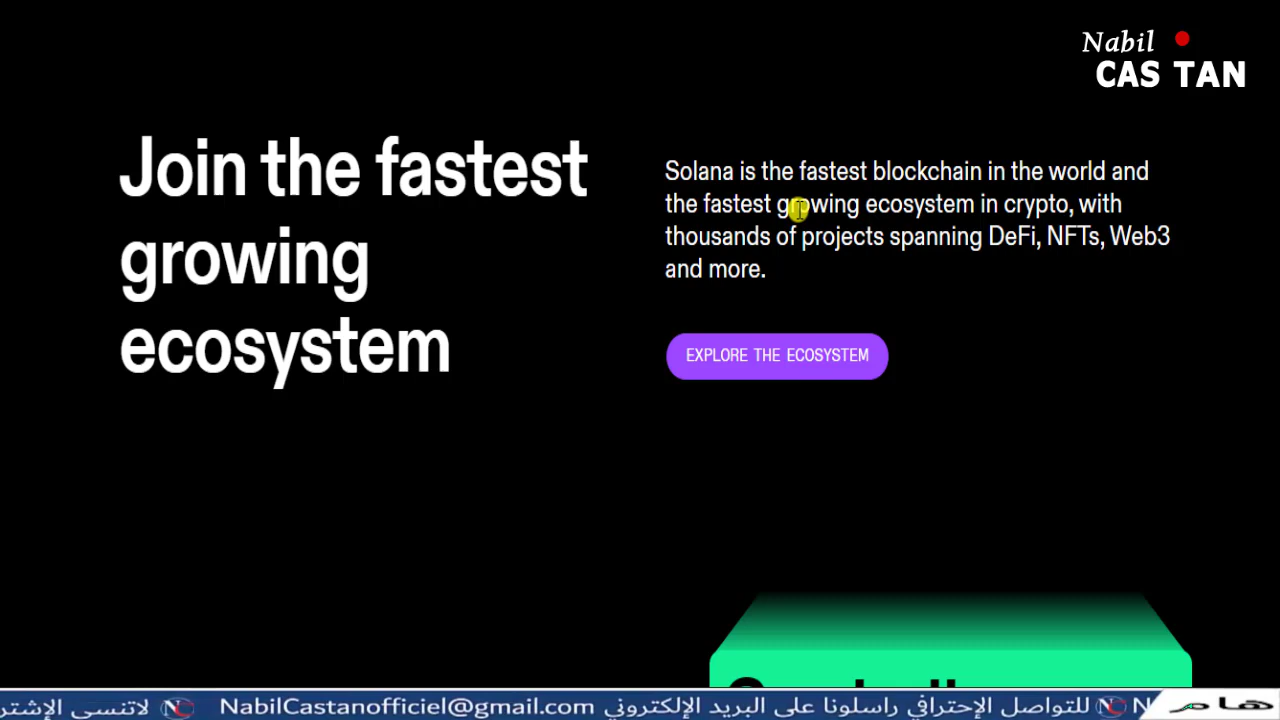 Nabil
CAS TAN
Join the fastest
growing
ecosystem
Solana is the fastest blockchain in the world and
the fastest growing ecosystem in crypto, with
thousands of projects spanning DeFi, NFTs, Web3
and more.
EXPLORE THE ECOSYSTEM
هام N للتواصل الإحترافي راسلونا على البريد الإلكتروني NabilCastanofficiel@gmail.com لاتنسى